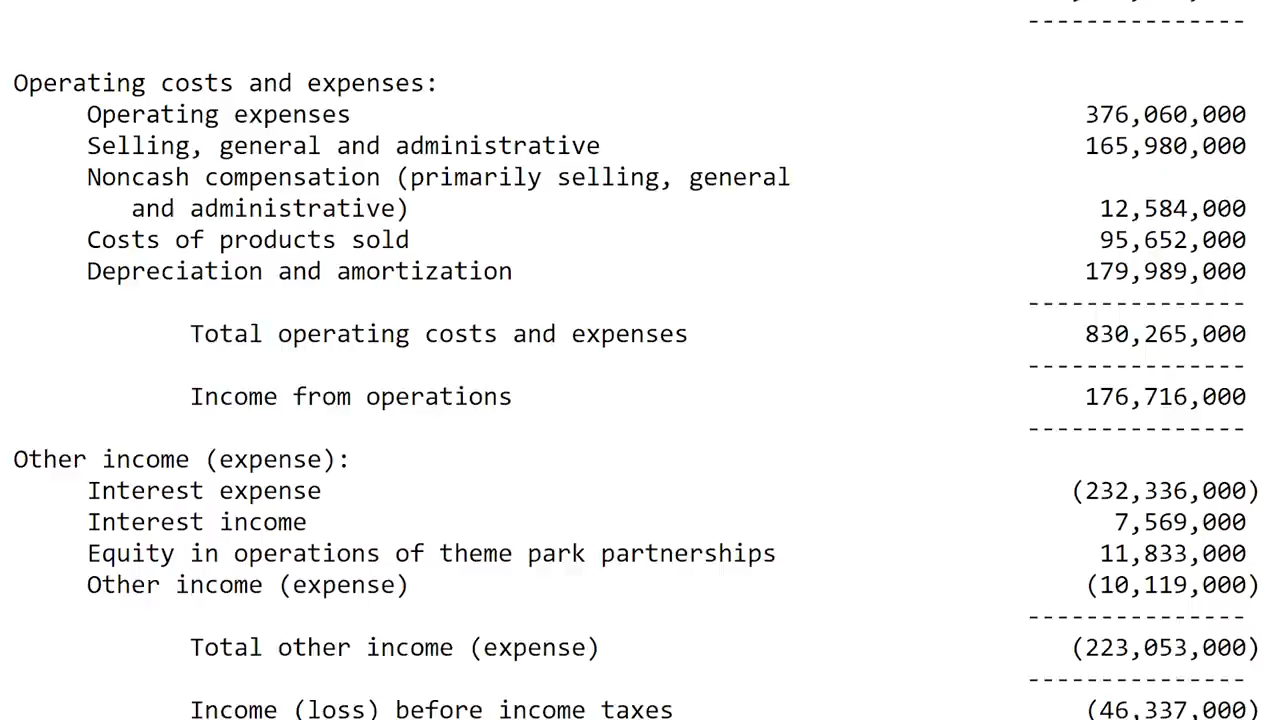 ---------------
Operating costs and expenses:
Operating expenses 376,060,000
Selling, general and administrative 165,980,000
Noncash compensation (primarily selling, general
and administrative) 12,584,000
Costs of products sold 95,652,000
Depreciation and amortization 179,989,000
---------------
Total operating costs and expenses 830,265,000
---------------
Income from operations 176,716,000
---------------
Other income (expense):
Interest expense (232,336,000)
Interest income 7,569,000
Equity in operations of theme park partnerships 11,833,000
Other income (expense) (10,119,000)
---------------
Total other income (expense) (223,053,000)
---------------
Income (loss) before income taxes (46,337,000)